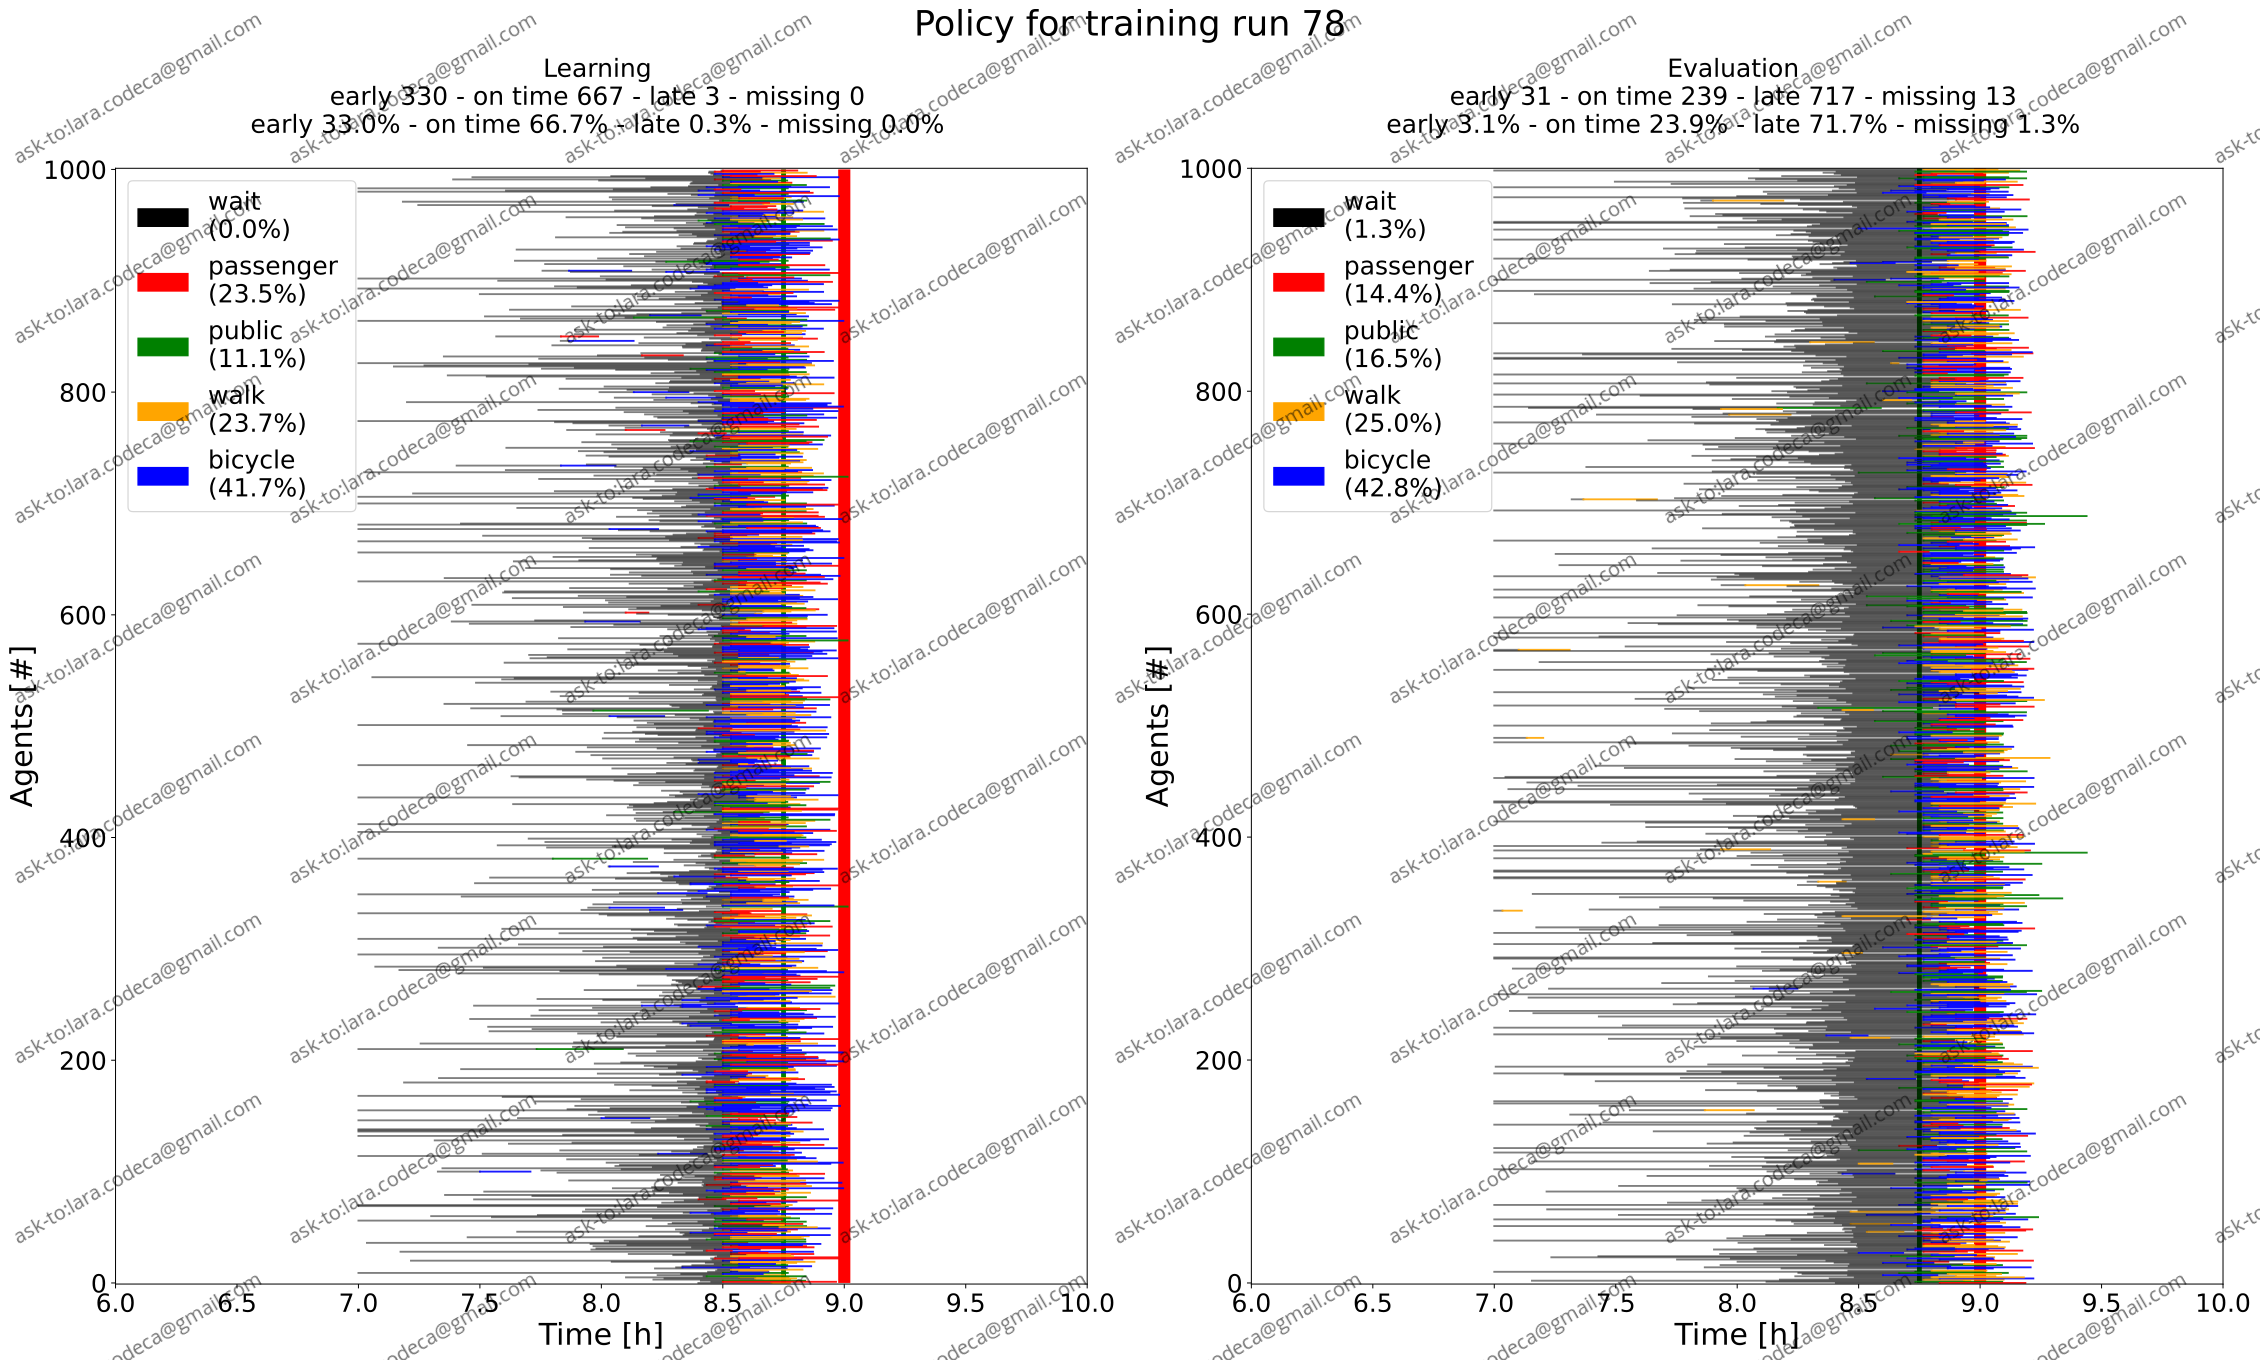 Policy for training run 78
Learning
early 330 - on time 667 - late 3 - missing 0
early 33.0% - on time 66.7% - late 0.3% - missing 0.0%
1000
800
600
400
200
0
Agents [#]
wait
(0.0%)
passenger
(23.5%)
public
(11.1%)
walk
(23.7%)
bicycle
(41.7%)
6.0 6.5 7.0 7.5 8.0 8.5 9.0 9.5 10.0
Time [h]
Evaluation
early 31 - on time 239 - late 717 - missing 13
early 3.1% - on time 23.9% - late 71.7% - missing 1.3%
1000
800
600
400
200
0
Agents [#]
wait
(1.3%)
passenger
(14.4%)
public
(16.5%)
walk
(25.0%)
bicycle
(42.8%)
6.0 6.5 7.0 7.5 8.0 8.5 9.0 9.5 10.0
Time [h]
ask-to:lara.codeca@gmail.com